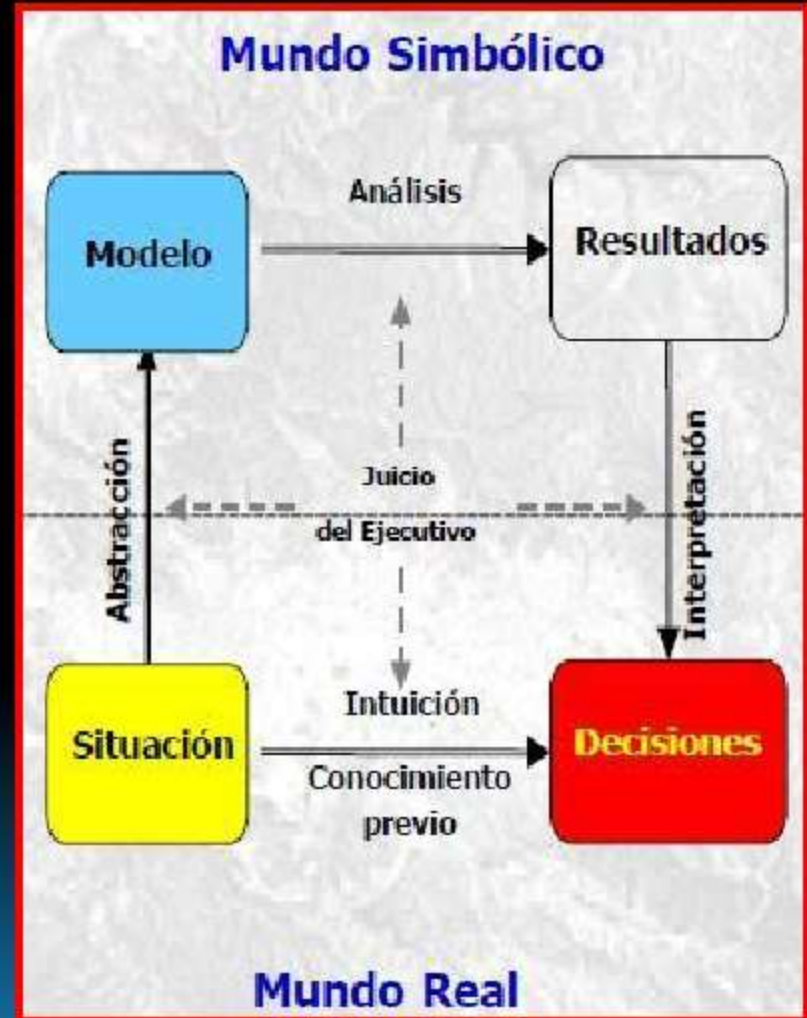 Mundo Simbólico
Análisis
Modelo
Resultados
Abstracción
Juicio
del Ejecutivo
Interpretación
Intuición
Situación
Decisiones
Conocimiento
previo
Mundo Real